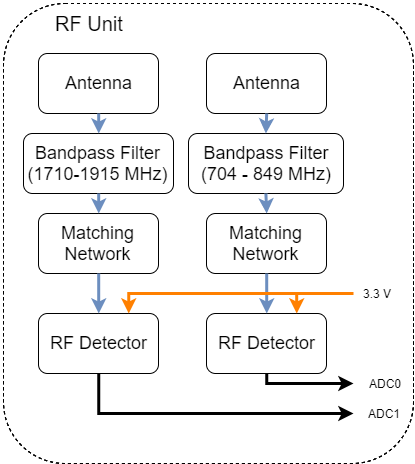 RF Unit
Antenna
Antenna
Bandpass Filter
(1710-1915 MHz)
Bandpass Filter
(704 - 849 MHz)
Matching
Network
Matching
Network
3.3 V
RF Detector
RF Detector
ADC0
ADC1